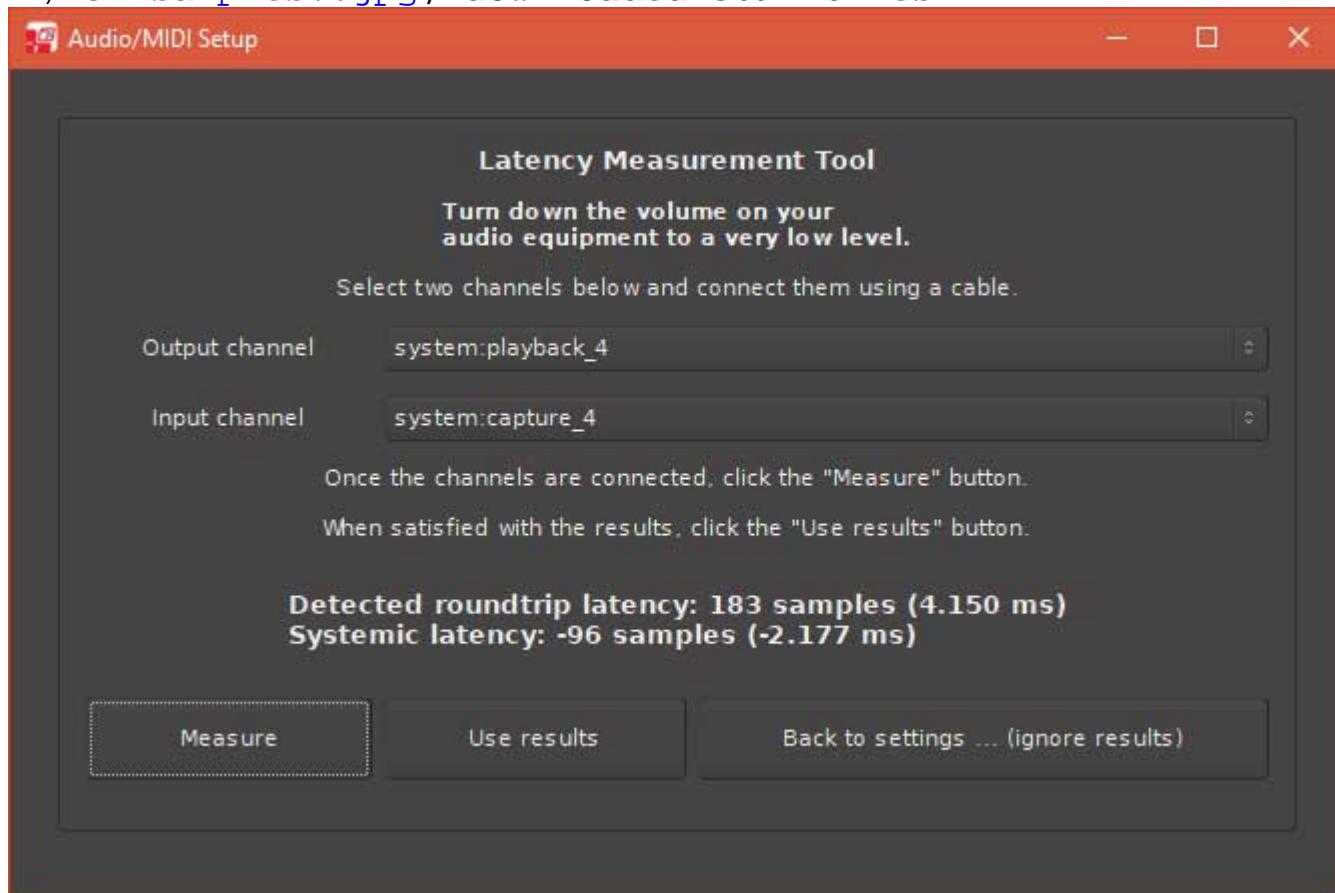 Audio/MIDI Setup
Latency Measurement Tool
Turn down the volume on your
audio equipment to a very low level.
Select two channels below and connect them using a cable.
Output channel system:playback_4
Input channel system:capture_4
Once the channels are connected, click the "Measure" button.
When satisfied with the results, click the "Use results" button.
Detected roundtrip latency: 183 samples (4.150 ms)
Systemic latency: -96 samples (-2.177 ms)
Measure Use results Back to settings ... (ignore results)